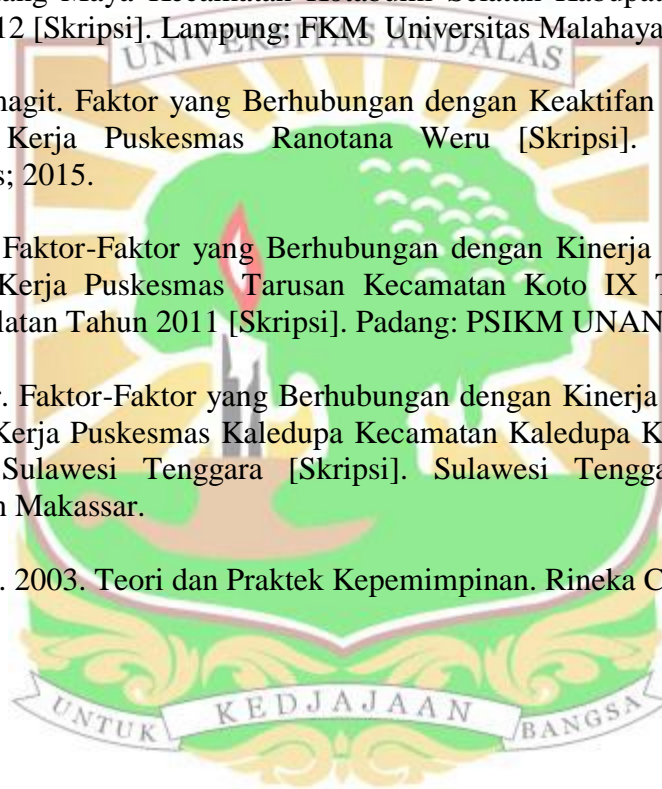 ang Maya Kecamatan Kotabumi Selatan Kabupa
12 [Skripsi]. Lampung: FKM Universitas Malahaya
UNIVERSITAS ANDALAS
nagit. Faktor yang Berhubungan dengan Keaktifan
Kerja Puskesmas Ranotana Weru [Skripsi].
s; 2015.
Faktor-Faktor yang Berhubungan dengan Kinerja
Kerja Puskesmas Tarusan Kecamatan Koto IX T
latan Tahun 2011 [Skripsi]. Padang: PSIKM UNAN
r. Faktor-Faktor yang Berhubungan dengan Kinerja
Kerja Puskesmas Kaledupa Kecamatan Kaledupa K
Sulawesi Tenggara [Skripsi]. Sulawesi Tengga
n Makassar.
. 2003. Teori dan Praktek Kepemimpinan. Rineka C
UNTUK KEDJAJAAN BANGSA